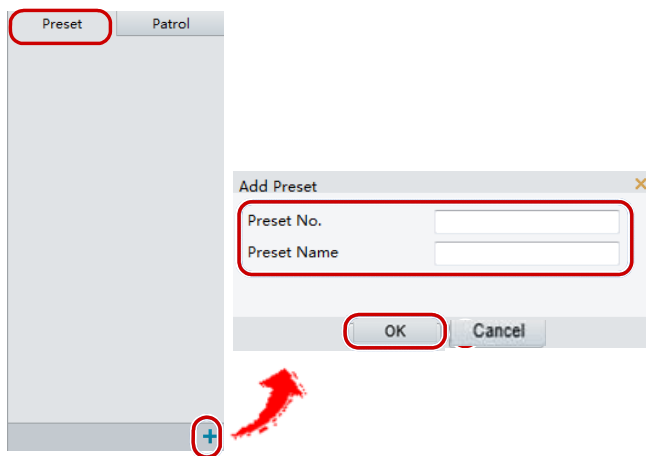 Preset Patrol
Add Preset
Preset No.
Preset Name
OK Cancel